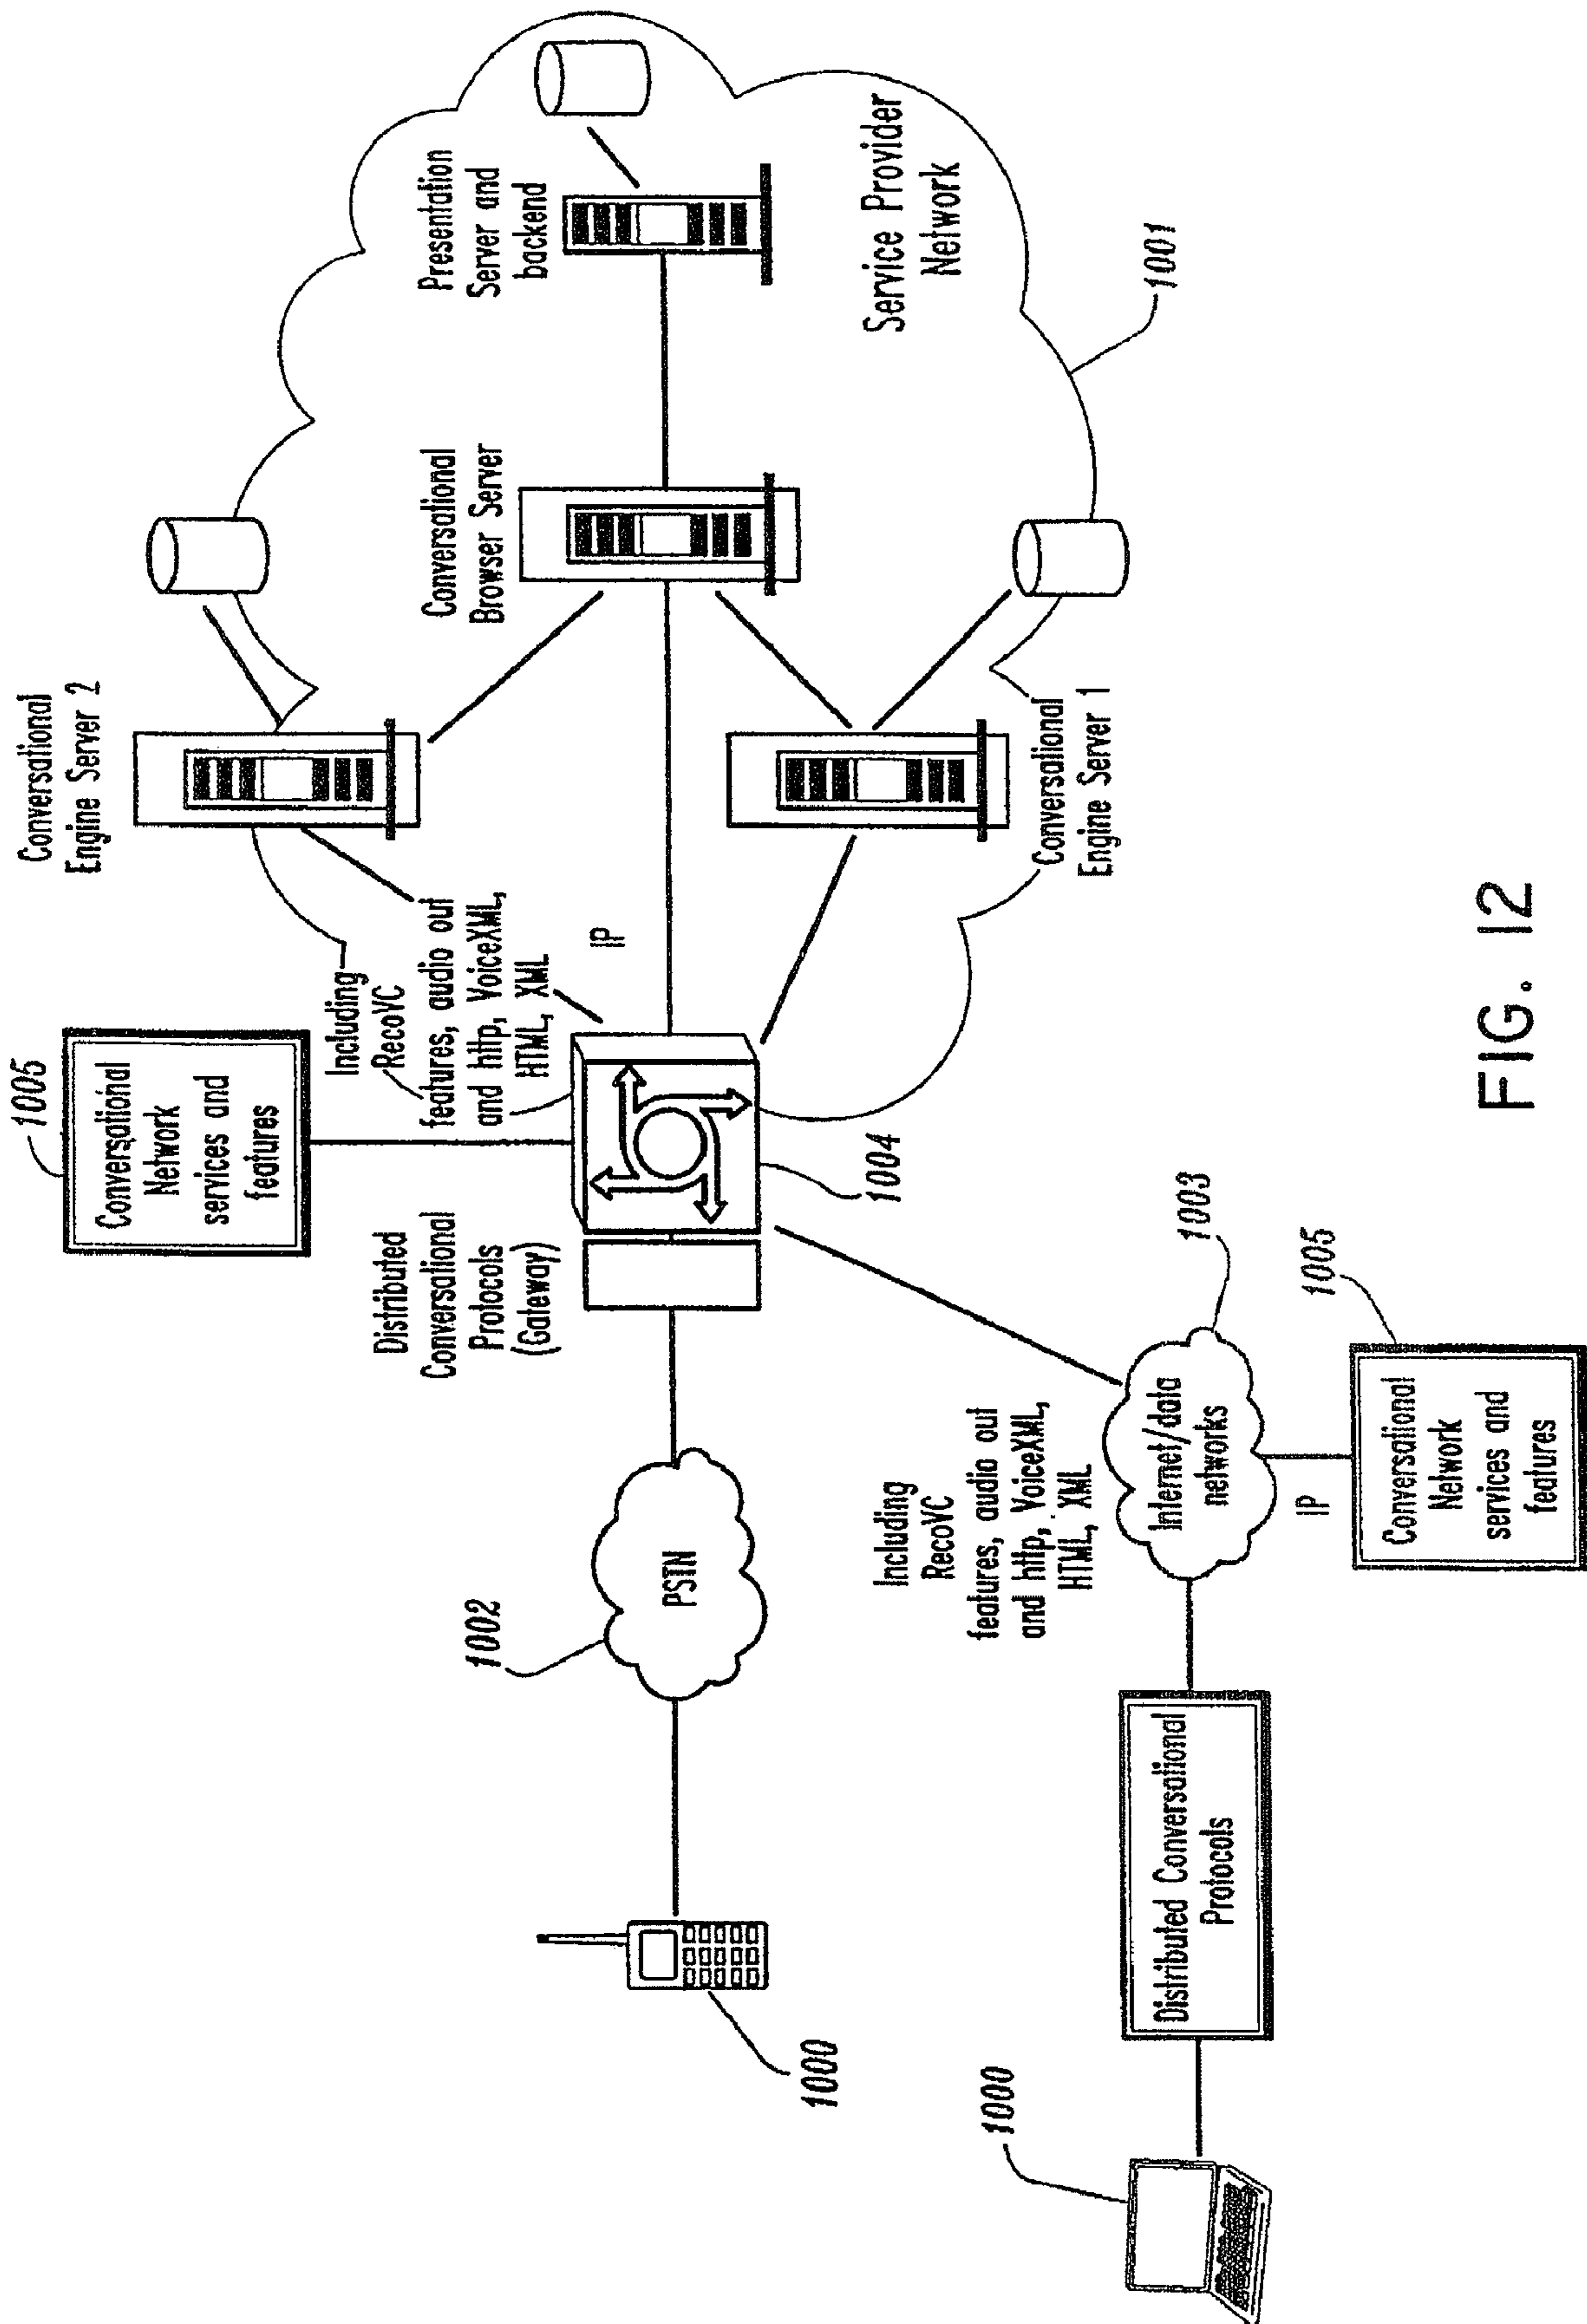 Conversational
Engine Server 2
Presentation
Server and
backend
Conversational
Browser Server
Service Provider
Network
1001
Conversational
Engine Server 1
1005
Conversational
Network
services and
features
Including
RecoVC
features, audio out
and http, VoiceXML,
HTML, XML
IP
Distributed
Conversational
Protocols
(Gateway)
1004
1002
PSTN
1000
Including
RecoVC
features, audio out
and http, VoiceXML,
HTML, XML
1003
Internet/data
networks
IP
1005
Conversational
Network
services and
features
Distributed Conversational
Protocols
1000
FIG. 12